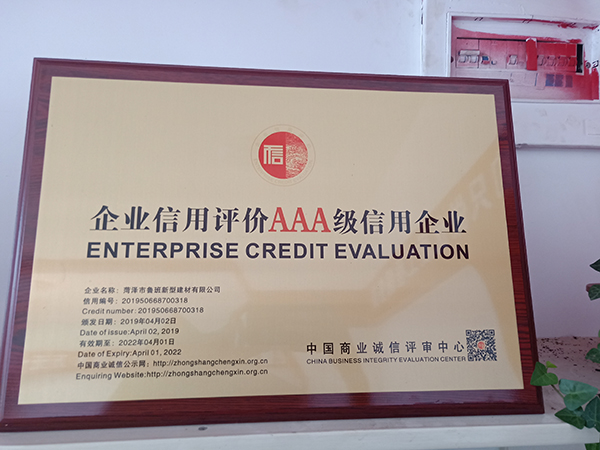 信
企业信用评价AAA级信用企业
ENTERPRISE CREDIT EVALUATION
企业名称：菏泽市鲁班新型建材有限公司
信用编号：201950668700318
Credit number:201950668700318
颁发日期：2019年04月02日
Date of issue:April 02, 2019
有效期至：2022年04月01日
Date of Expiry:April 01, 2022
中国商业诚信公示网：http://zhongshangchengxin.org.cn
Enquiring Website:http://zhongshangchengxin.org.cn
中国商业诚信评审中心
CHINA BUSINESS INTEGRITY EVALUATION CENTER